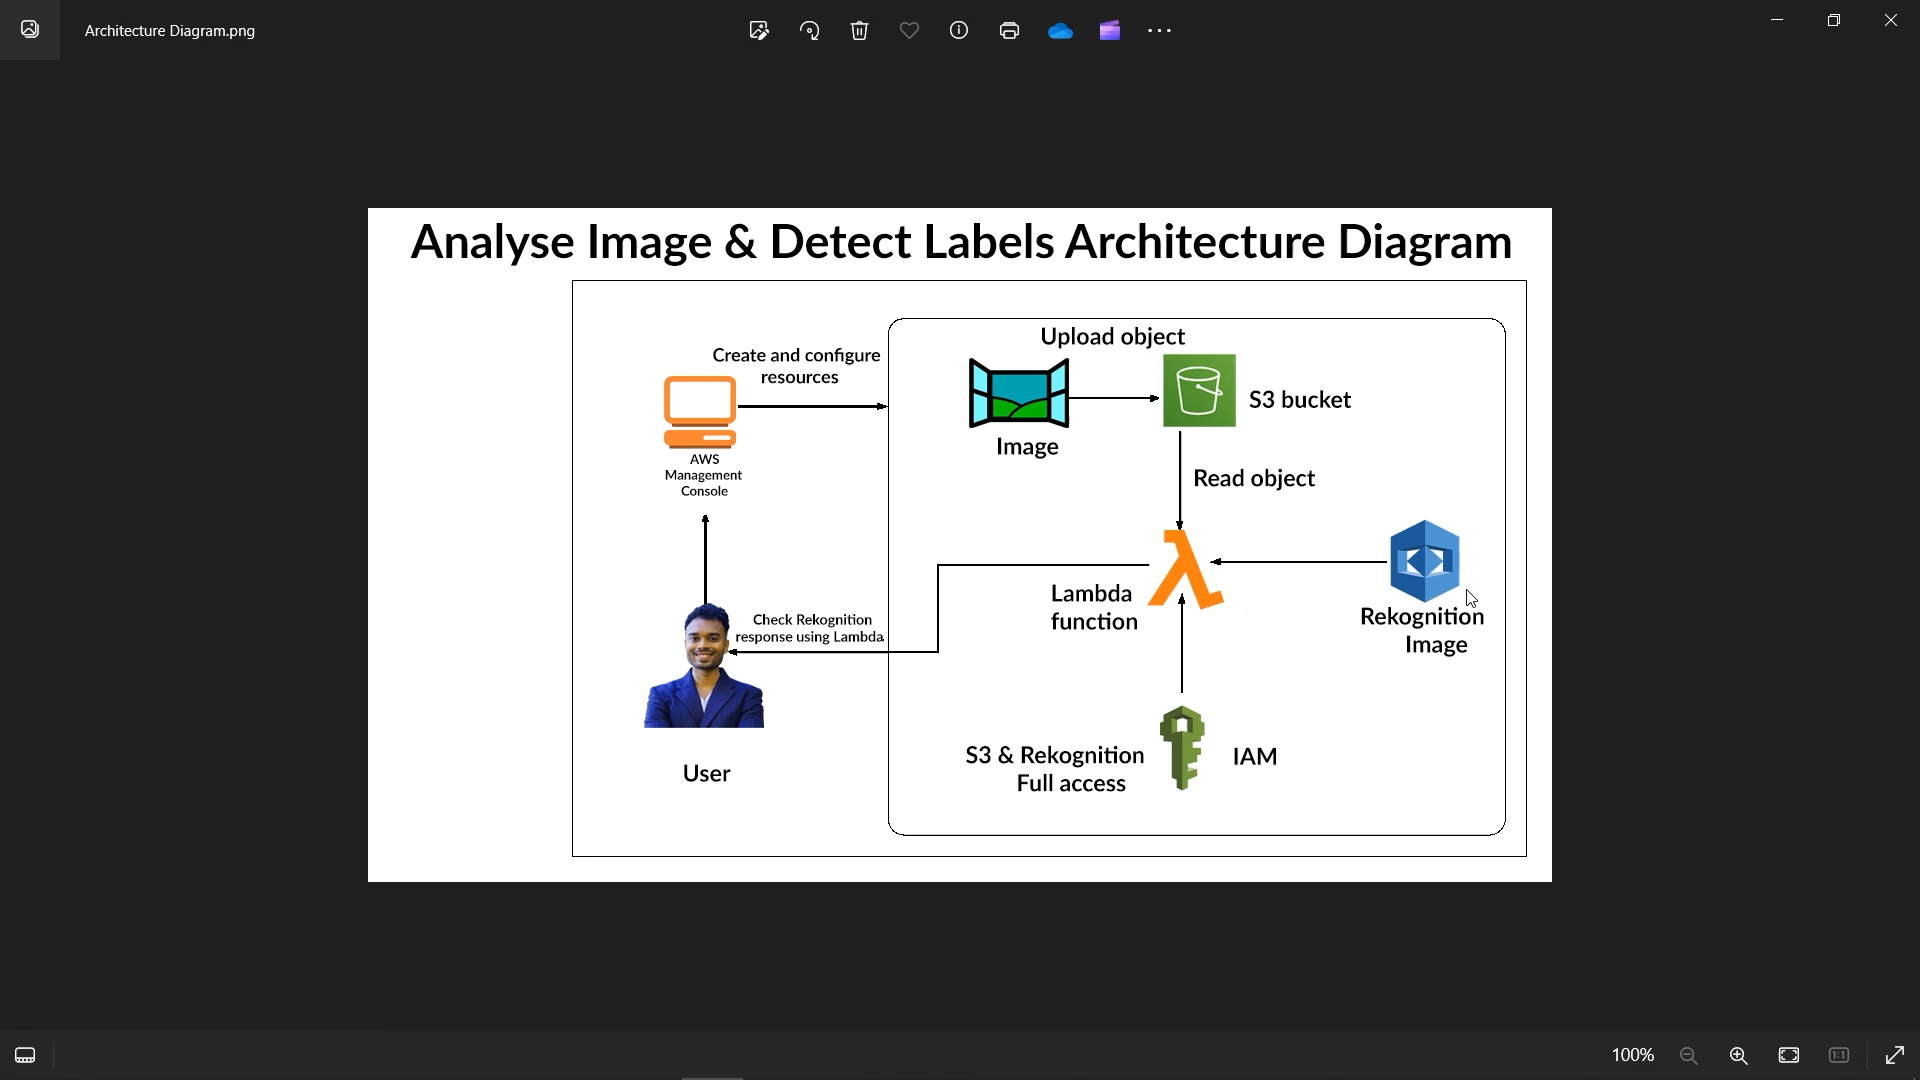 Architecture Diagram.png
Analyse Image & Detect Labels Architecture Diagram
Upload object
Create and configure
resources
S3 bucket
Image
AWS
Management
Console
Read object
Lambda
function
Check Rekognition
response using Lambda
Rekognition
Image
S3 & Rekognition
Full access
IAM
User
100%
1:1